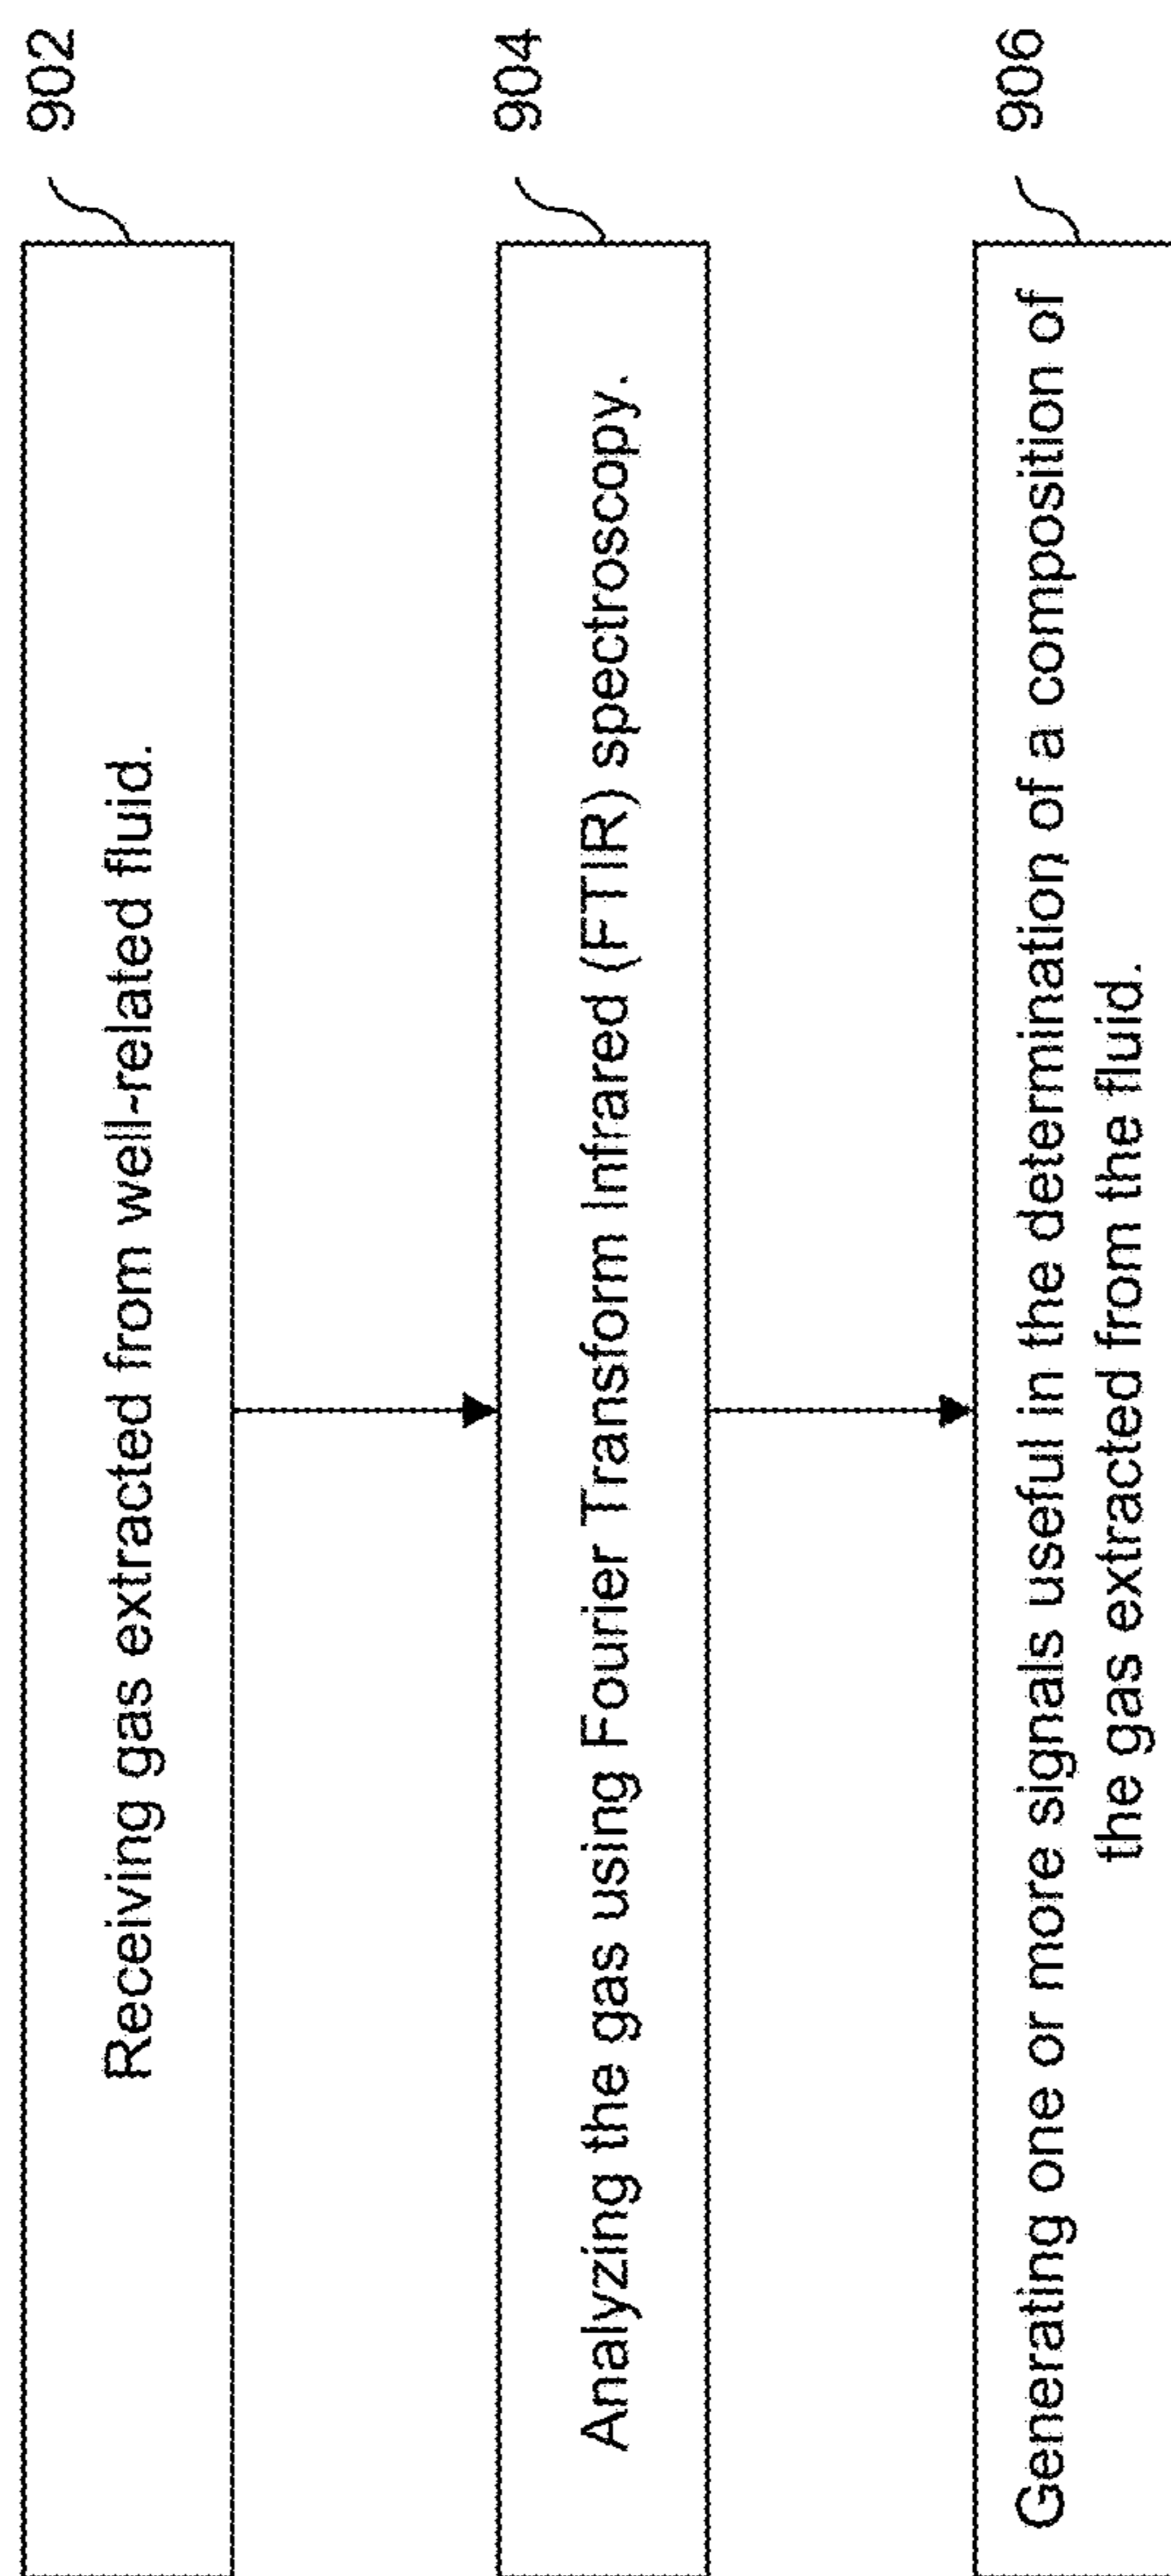 902
Receiving gas extracted from well-related fluid.
904
Analyzing the gas using Fourier Transform Infrared (FTIR) spectroscopy.
906
Generating one or more signals useful in the determination of a composition of
the gas extracted from the fluid.